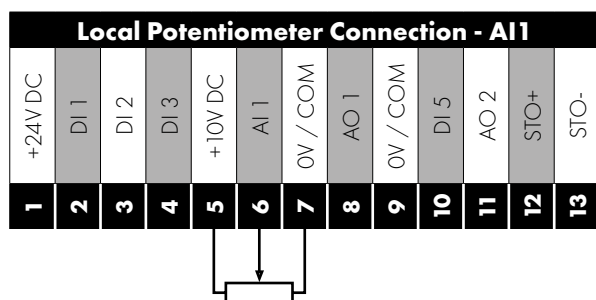 Local Potentiometer Connection - AI1
+24V DC
DI 1
DI 2
DI 3
+10V DC
AI 1
0V / COM
AO 1
0V / COM
DI 5
AO 2
STO+
STO-
1
2
3
4
5
6
7
8
9
10
11
12
13